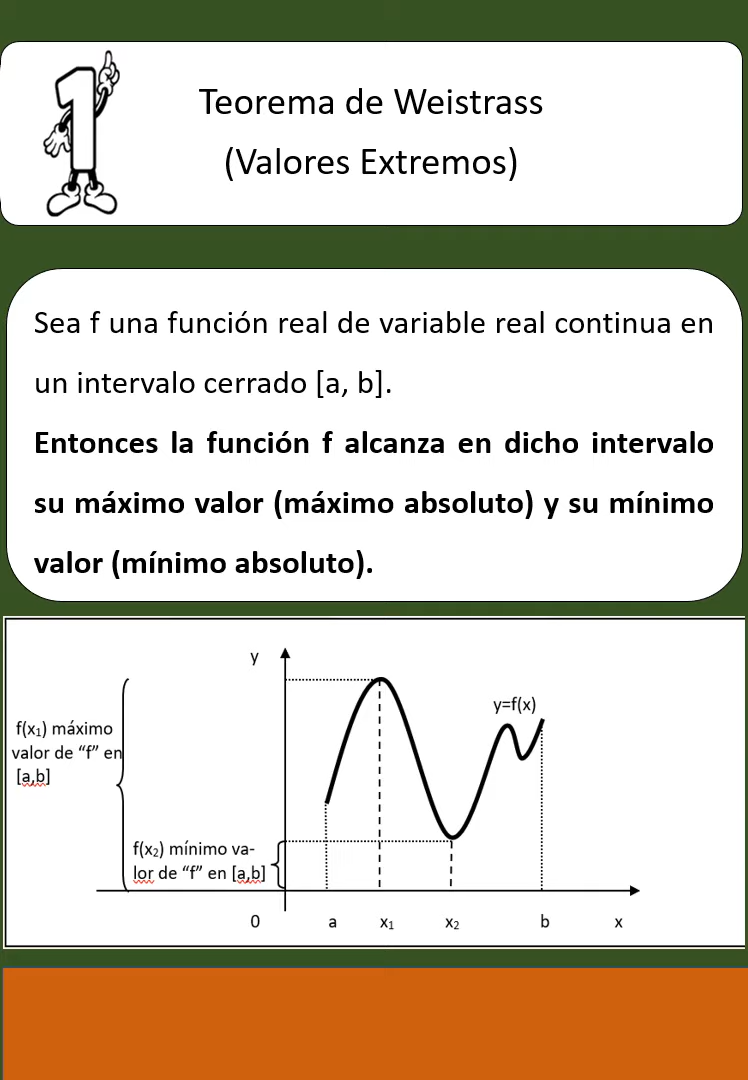 1
Teorema de Weistrass
(Valores Extremos)
Sea f una función real de variable real continua en
un intervalo cerrado [a, b].
Entonces la función f alcanza en dicho intervalo
su máximo valor (máximo absoluto) y su mínimo
valor (mínimo absoluto).
y
y=f(x)
f(x₁) máximo
valor de “f” en
[a,b]
f(x₂) mínimo va-
lor de “f” en [a,b]
0 a x₁ x₂ b x